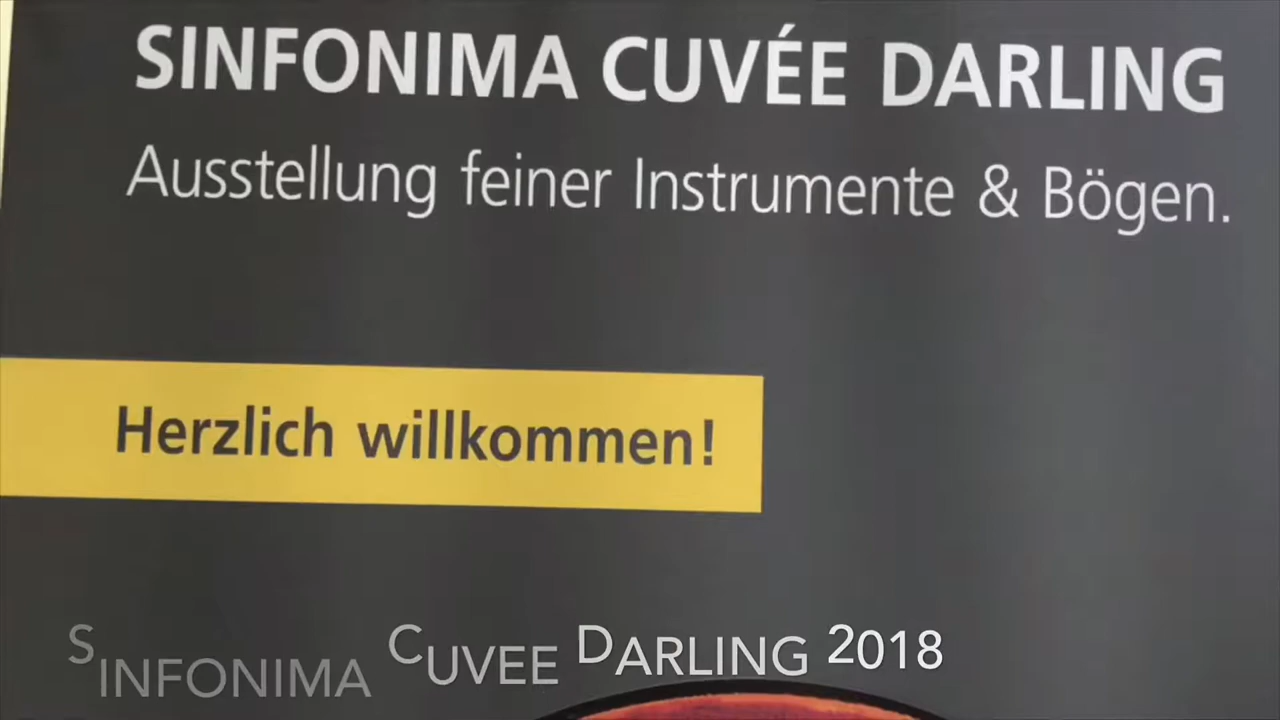 SINFONIMA CUVÉE DARLING
Ausstellung feiner Instrumente & Bögen.
Herzlich willkommen!
SINFONIMA CUVEE DARLING 2018